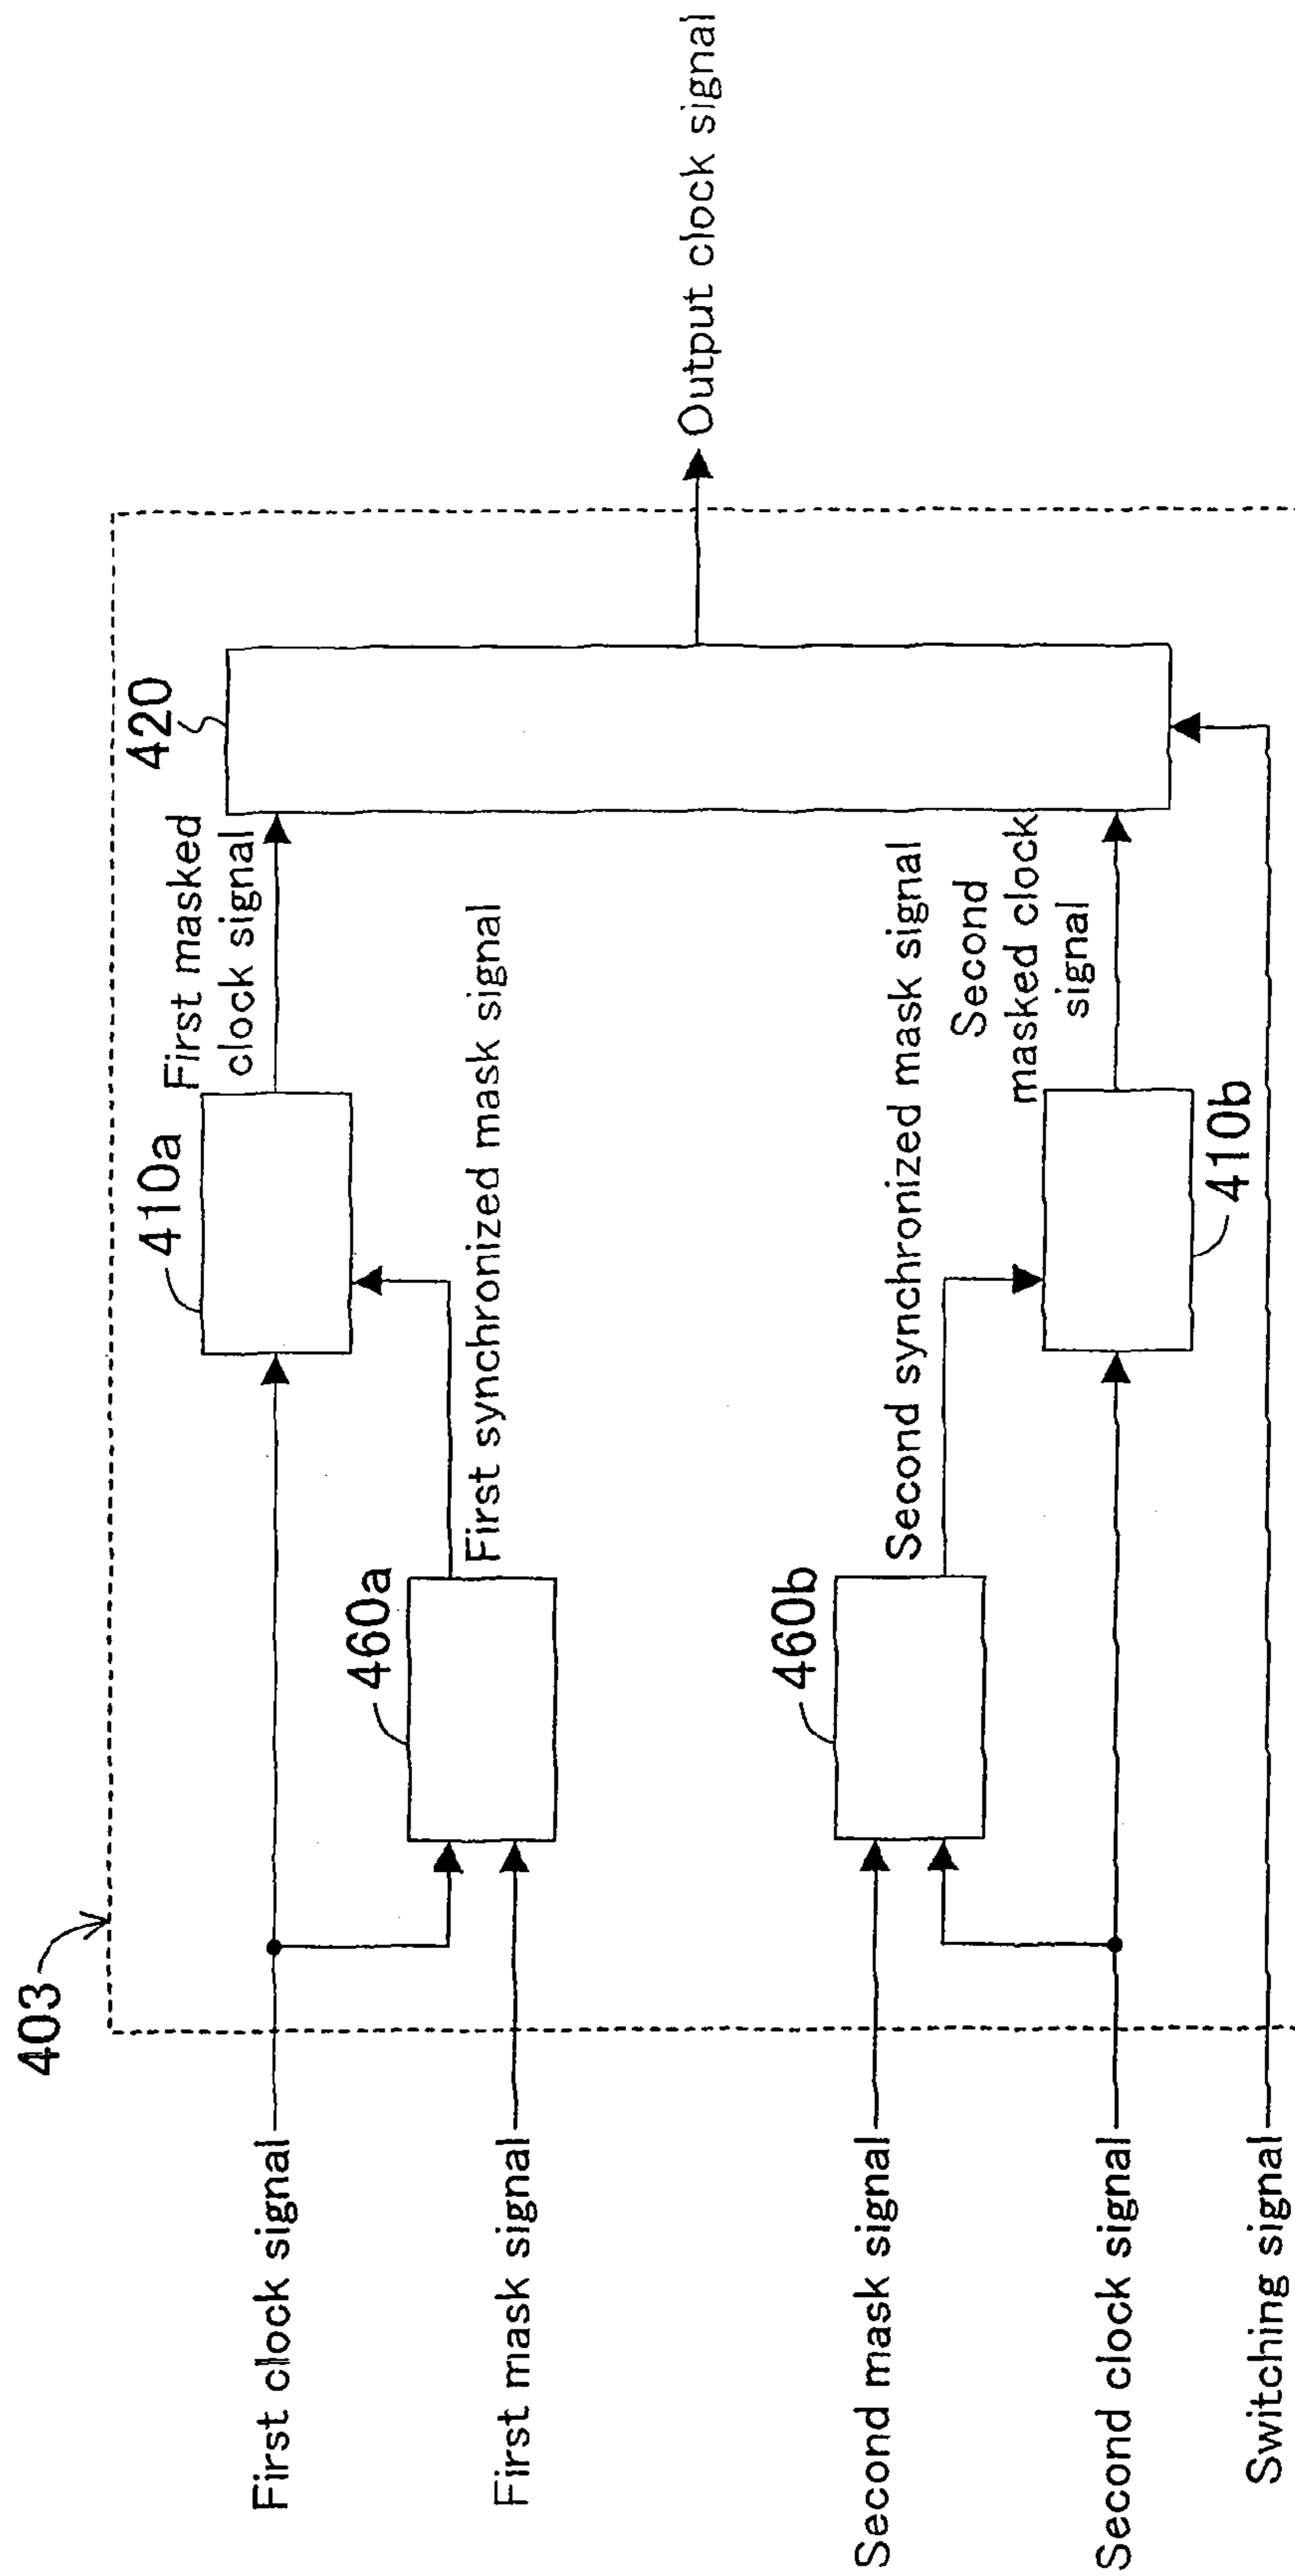 403
420
First masked
clock signal
410a
First synchronized mask signal
460a
First clock signal
First mask signal
Output clock signal
460b
Second synchronized mask signal
Second
masked clock
signal
410b
Second mask signal
Second clock signal
Switching signal